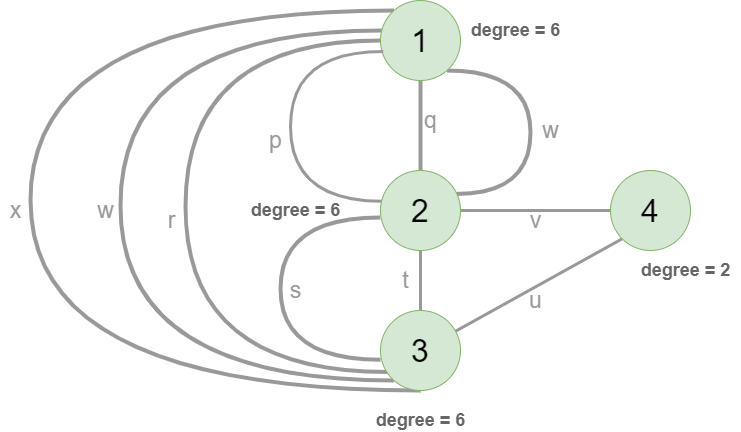 1
degree = 6
q
w
p
x
w
r
degree = 6
2
v
4
degree = 2
s
t
u
3
degree = 6